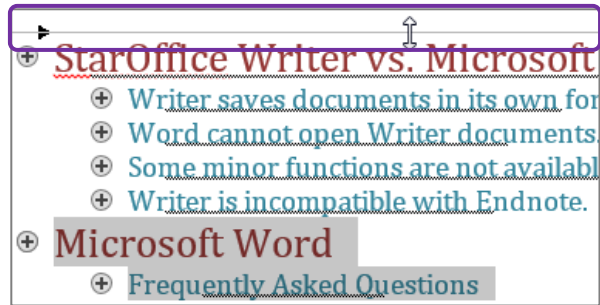 StarOffice Writer vs. Microsoft
Writer saves documents in its own for
Word cannot open Writer documents.
Some minor functions are not availabl
Writer is incompatible with Endnote.
Microsoft Word
Frequently Asked Questions